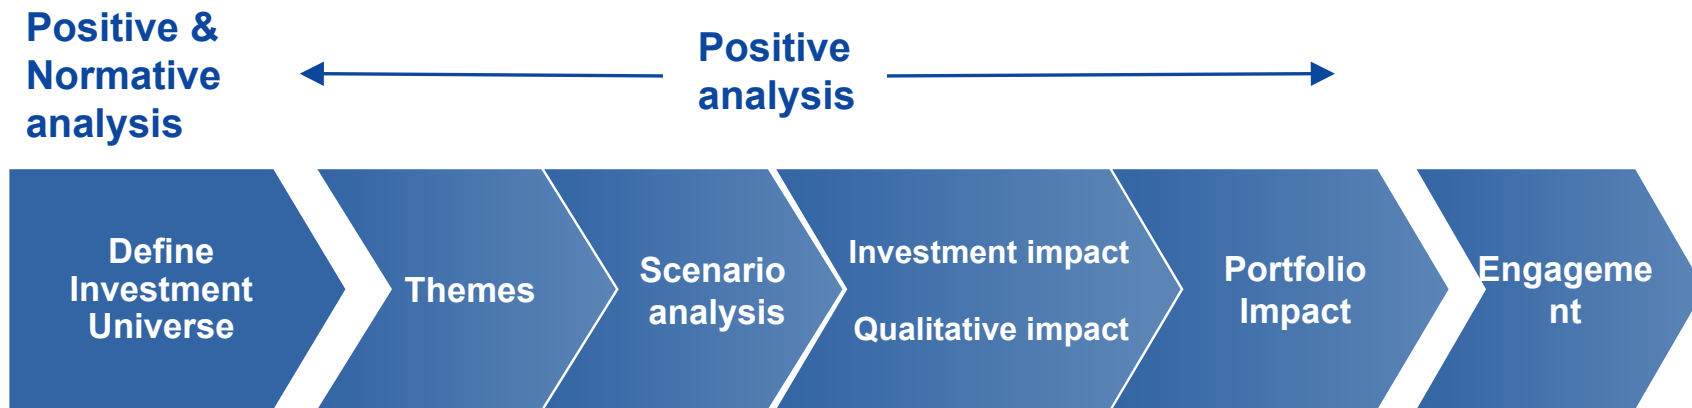 Positive &
Normative
analysis
Positive
analysis
Define
Investment
Universe
Themes
Scenario
analysis
Investment impact
Qualitative impact
Portfolio
Impact
Engageme
nt